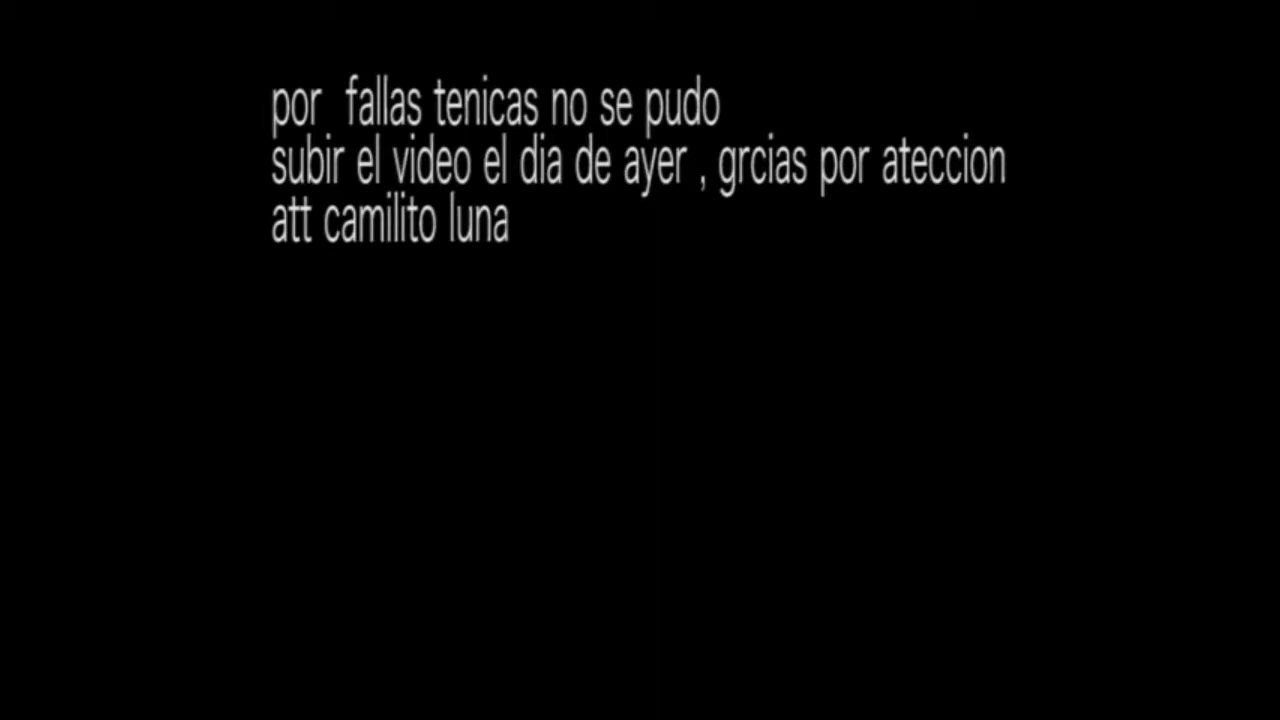 por  fallas tenicas no se pudo
subir el video el dia de ayer , grcias por ateccion
att camilito luna